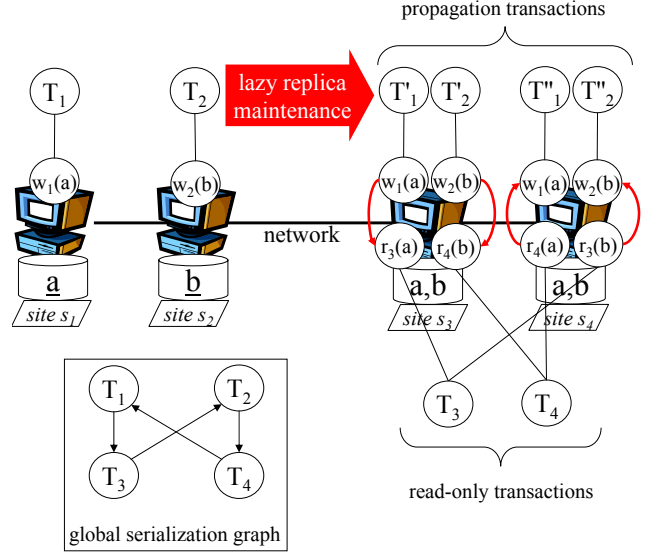 propagation transactions
T1 T2 lazy replica T'1 T'2 T''1 T''2
maintenance
w1(a) w2(b) w1(a) w2(b) w1(a) w2(b)
network
r3(a) r4(b) r4(a) r3(b)
a b a,b a,b
site s1 site s2 site s3 site s4
T1 T2
T3 T4
T3 T4
read-only transactions
global serialization graph